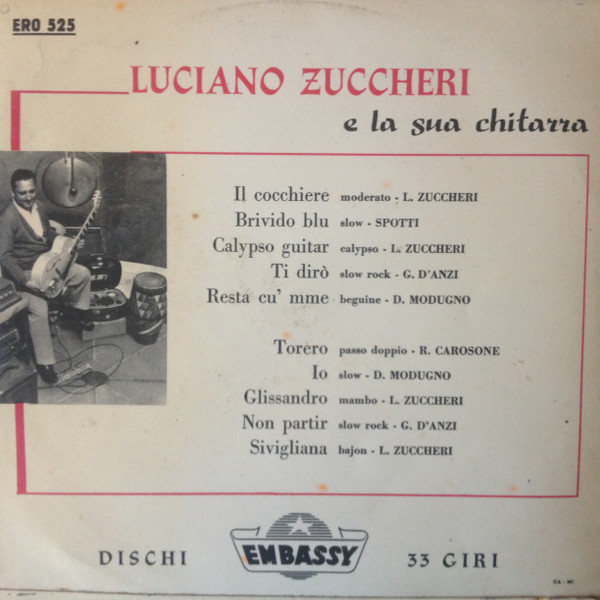 ERO 525
LUCIANO ZUCCHERI
e la sua chitarra
Il cocchiere moderato - L. ZUCCHERI
Brivido blu slow - SPOTTI
Calypso guitar calypso - L. ZUCCHERI
Ti dirò slow rock - G. D'ANZI
Resta cu' mme beguine - D. MODUGNO
Torero passo doppio - R. CAROSONE
Io slow - D. MODUGNO
Glissandro mambo - L. ZUCCHERI
Non partir slow rock - G. D'ANZI
Sivigliana bajon - L. ZUCCHERI
DISCHI EMBASSY 33 GIRI